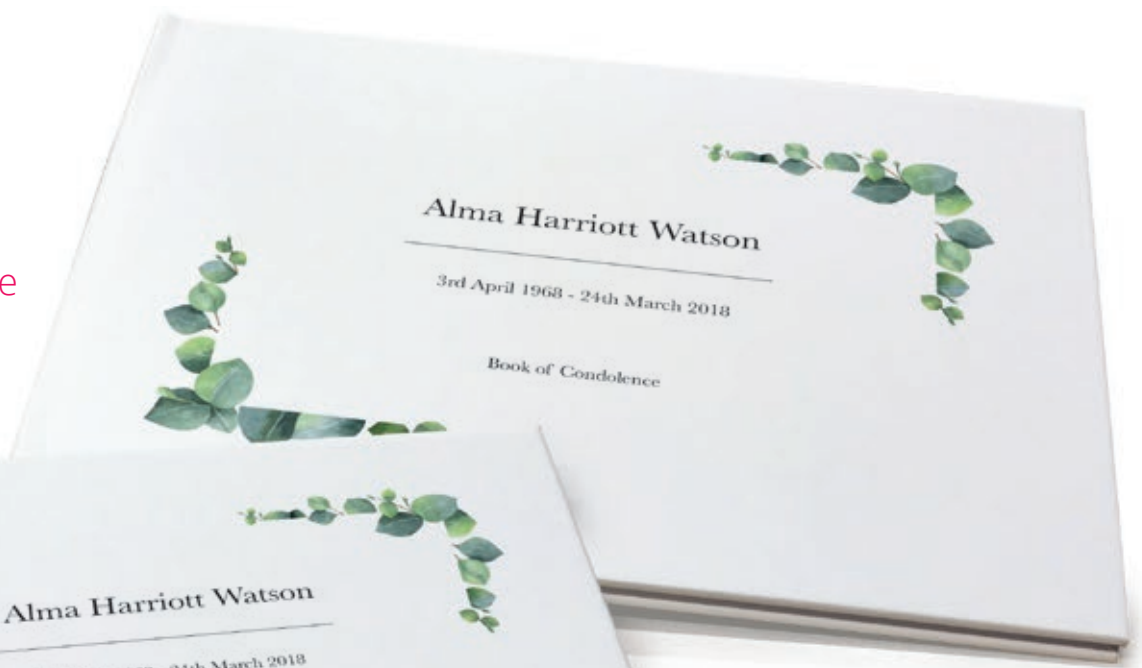 Alma Harriott Watson
3rd April 1968 - 24th March 2018
Book of Condolence
Alma Harriott Watson
24th March 2018